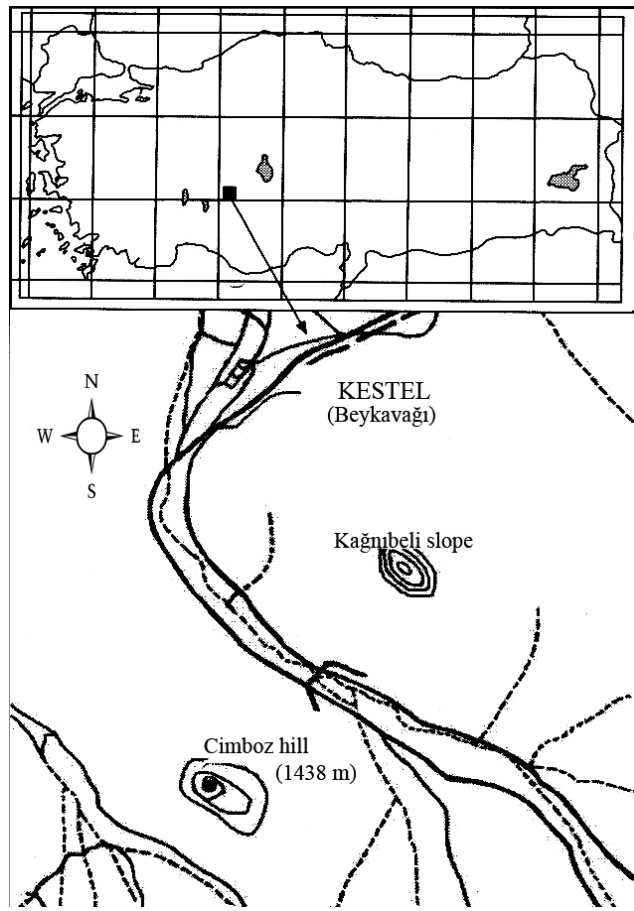 KESTEL
(Beykavağı)
N
W E
S
Kağnıbeli slope
Cimboz hill
(1438 m)